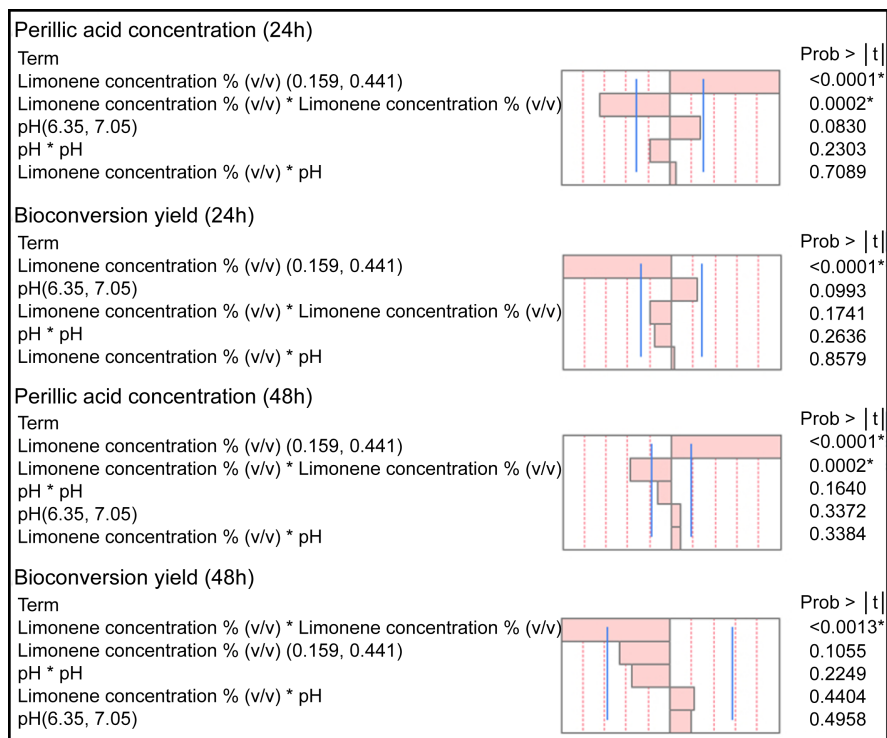 Perillic acid concentration (24h)
Term Prob > |t|
Limonene concentration % (v/v) (0.159, 0.441) <0.0001*
Limonene concentration % (v/v) * Limonene concentration % (v/v) 0.0002*
pH(6.35, 7.05) 0.0830
pH * pH 0.2303
Limonene concentration % (v/v) * pH 0.7089
Bioconversion yield (24h)
Term Prob > |t|
Limonene concentration % (v/v) (0.159, 0.441) <0.0001*
pH(6.35, 7.05) 0.0993
Limonene concentration % (v/v) * Limonene concentration % (v/v) 0.1741
pH * pH 0.2636
Limonene concentration % (v/v) * pH 0.8579
Perillic acid concentration (48h)
Term Prob > |t|
Limonene concentration % (v/v) (0.159, 0.441) <0.0001*
Limonene concentration % (v/v) * Limonene concentration % (v/v) 0.0002*
pH * pH 0.1640
pH(6.35, 7.05) 0.3372
Limonene concentration % (v/v) * pH 0.3384
Bioconversion yield (48h)
Term Prob > |t|
Limonene concentration % (v/v) * Limonene concentration % (v/v) <0.0013*
Limonene concentration % (v/v) (0.159, 0.441) 0.1055
pH * pH 0.2249
Limonene concentration % (v/v) * pH 0.4404
pH(6.35, 7.05) 0.4958